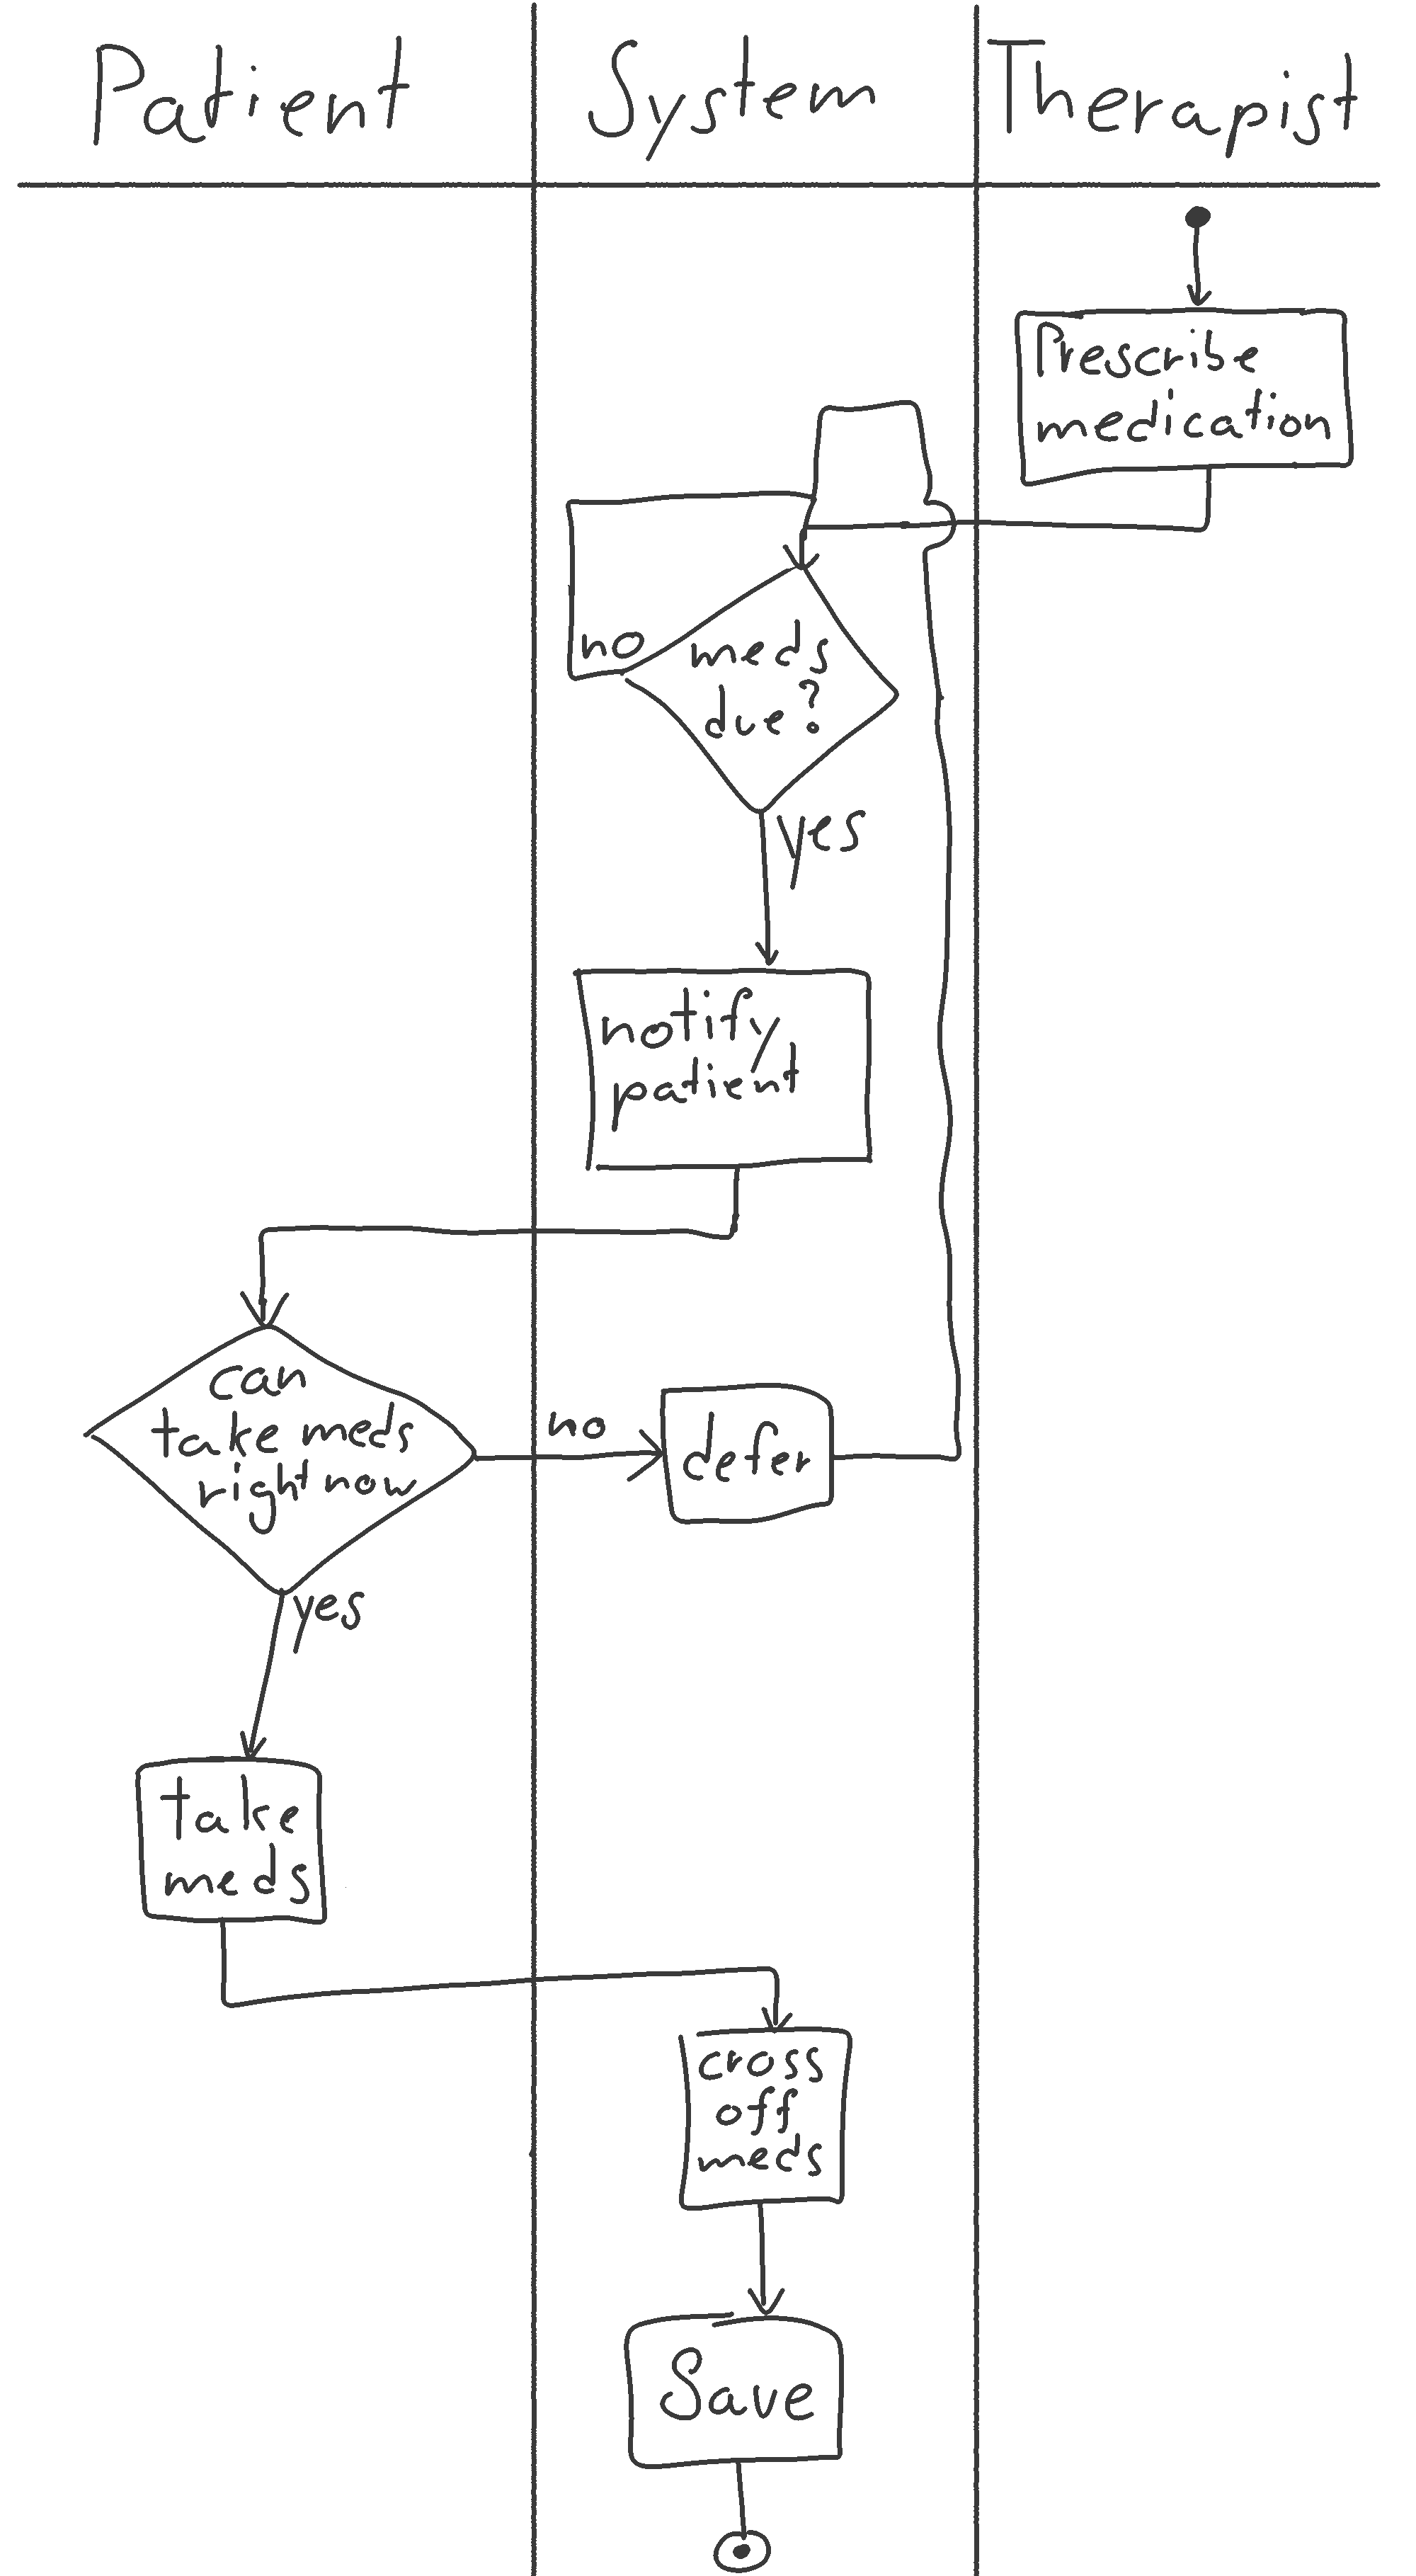 Patient
System
Therapist
Prescribe
medication
no
meds
due?
yes
notify
patient
can
take meds
right now
no
defer
yes
take
meds
cross
off
meds
Save